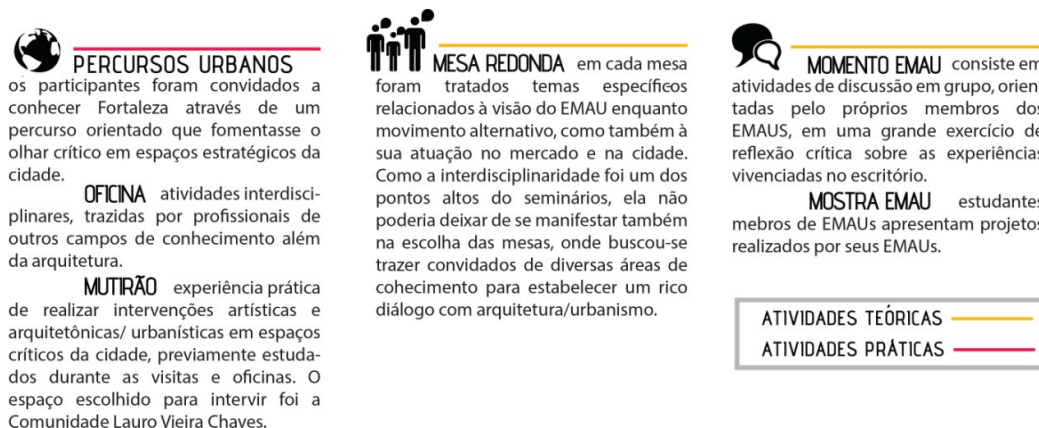 PERCURSOS URBANOS
os participantes foram convidados a
conhecer Fortaleza através de um
percurso orientado que fomentasse o
olhar crítico em espaços estratégicos da
cidade.
OFICINA atividades interdisci-
plinares, trazidas por profissionais de
outros campos de conhecimento além
da arquitetura.
MUTIRÃO experiência prática
de realizar intervenções artísticas e
arquitetônicas/ urbanísticas em espaços
críticos da cidade, previamente estuda-
dos durante as visitas e oficinas. O
espaço escolhido para intervir foi a
Comunidade Lauro Vieira Chaves.
MESA REDONDA em cada mesa
foram tratados temas específicos
relacionados à visão do EMAU enquanto
movimento alternativo, como também à
sua atuação no mercado e na cidade.
Como a interdisciplinaridade foi um dos
pontos altos do seminários, ela não
poderia deixar de se manifestar também
na escolha das mesas, onde buscou-se
trazer convidados de diversas áreas de
cohecimento para estabelecer um rico
diálogo com arquitetura/urbanismo.
MOMENTO EMAU consiste em
atividades de discussão em grupo, orien
tadas pelo próprios membros dos
EMAUS, em uma grande exercício de
reflexão crítica sobre as experiências
vivenciadas no escritório.
MOSTRA EMAU estudantes
mebros de EMAUs apresentam projetos
realizados por seus EMAUs.
ATIVIDADES TEÓRICAS
ATIVIDADES PRÁTICAS